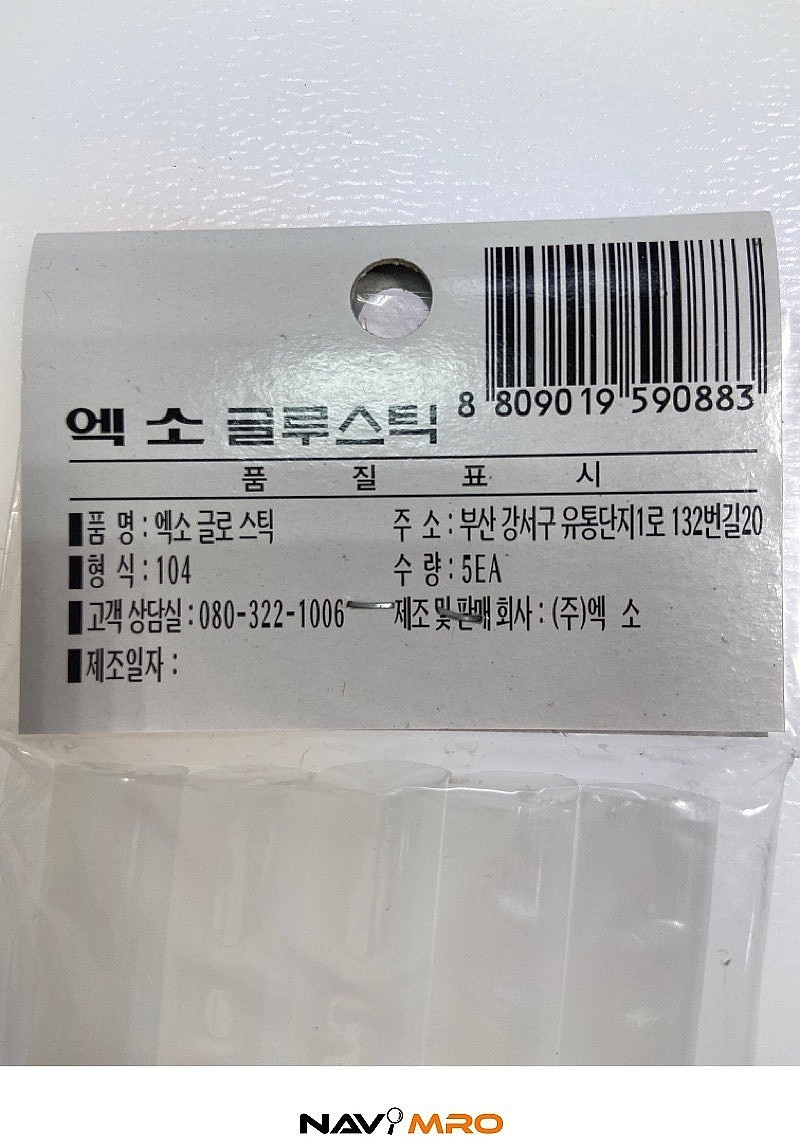 8 809019 590883
엑 소 글루스틱
품 질 표 시
품 명 : 엑소 글로 스틱 주 소 : 부산 강서구 유통단지1로 132번길20
형 식 : 104 수 량 : 5EA
고객 상담실 : 080-322-1006 제조 및 판매 회사 : (주)엑 소
제조일자 :
NAVIMRO